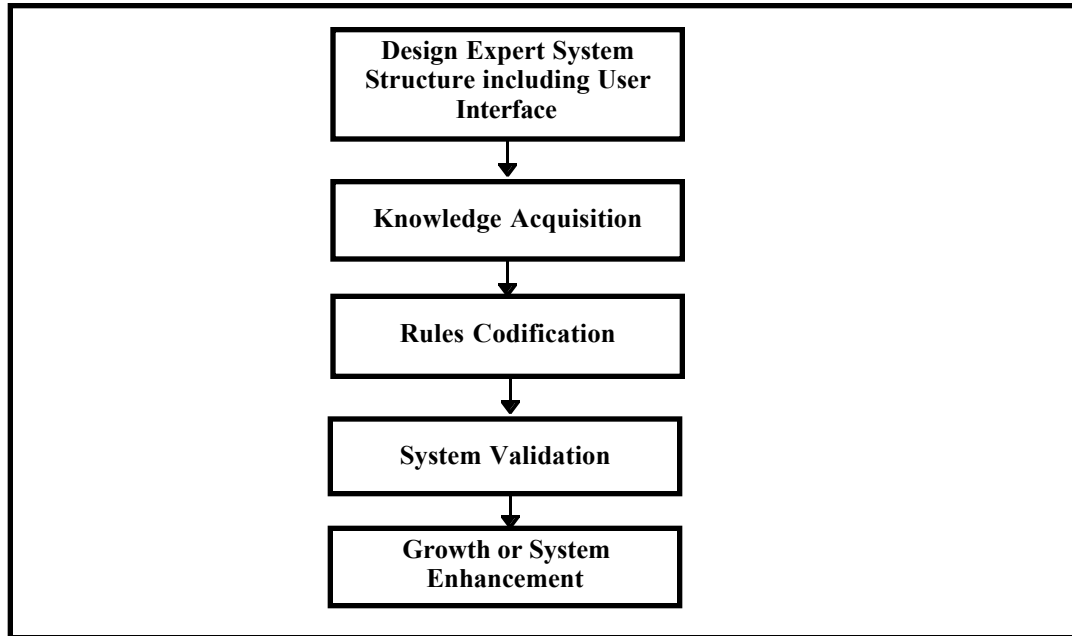 Design Expert System
Structure including User
Interface
Knowledge Acquisition
Rules Codification
System Validation
Growth or System
Enhancement